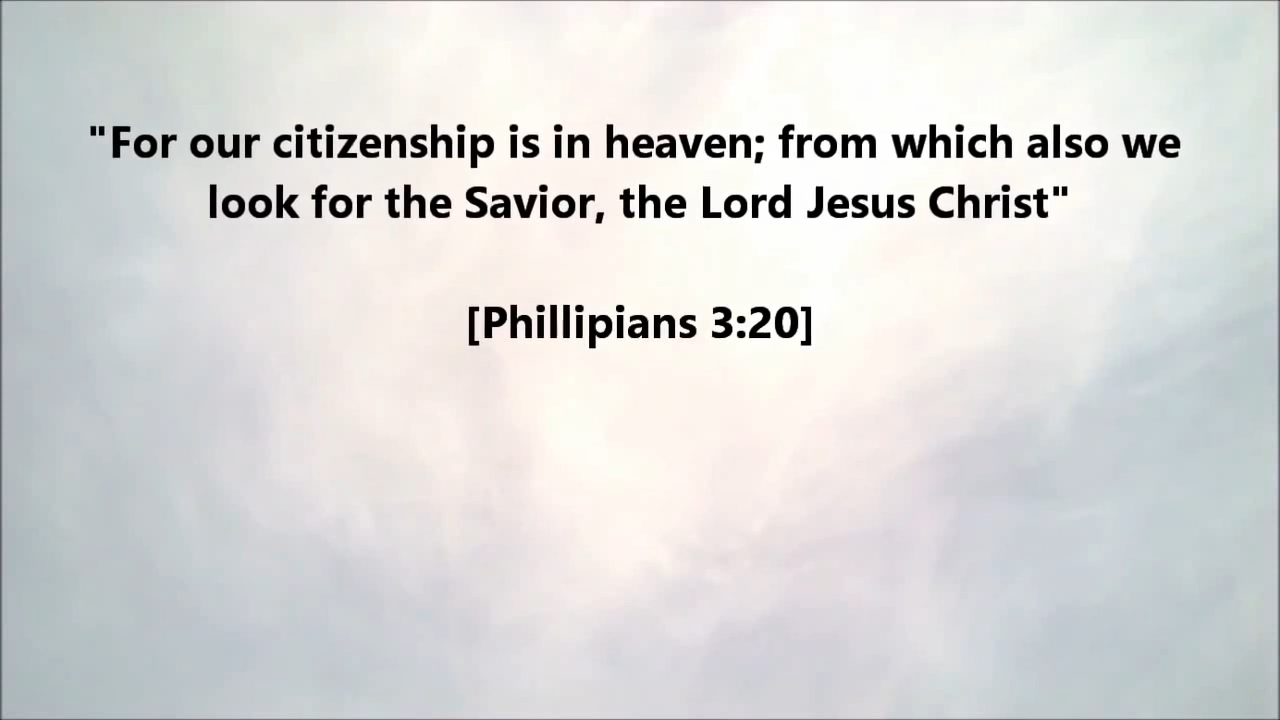 "For our citizenship is in heaven; from which also we
look for the Savior, the Lord Jesus Christ"
[Phillipians 3:20]